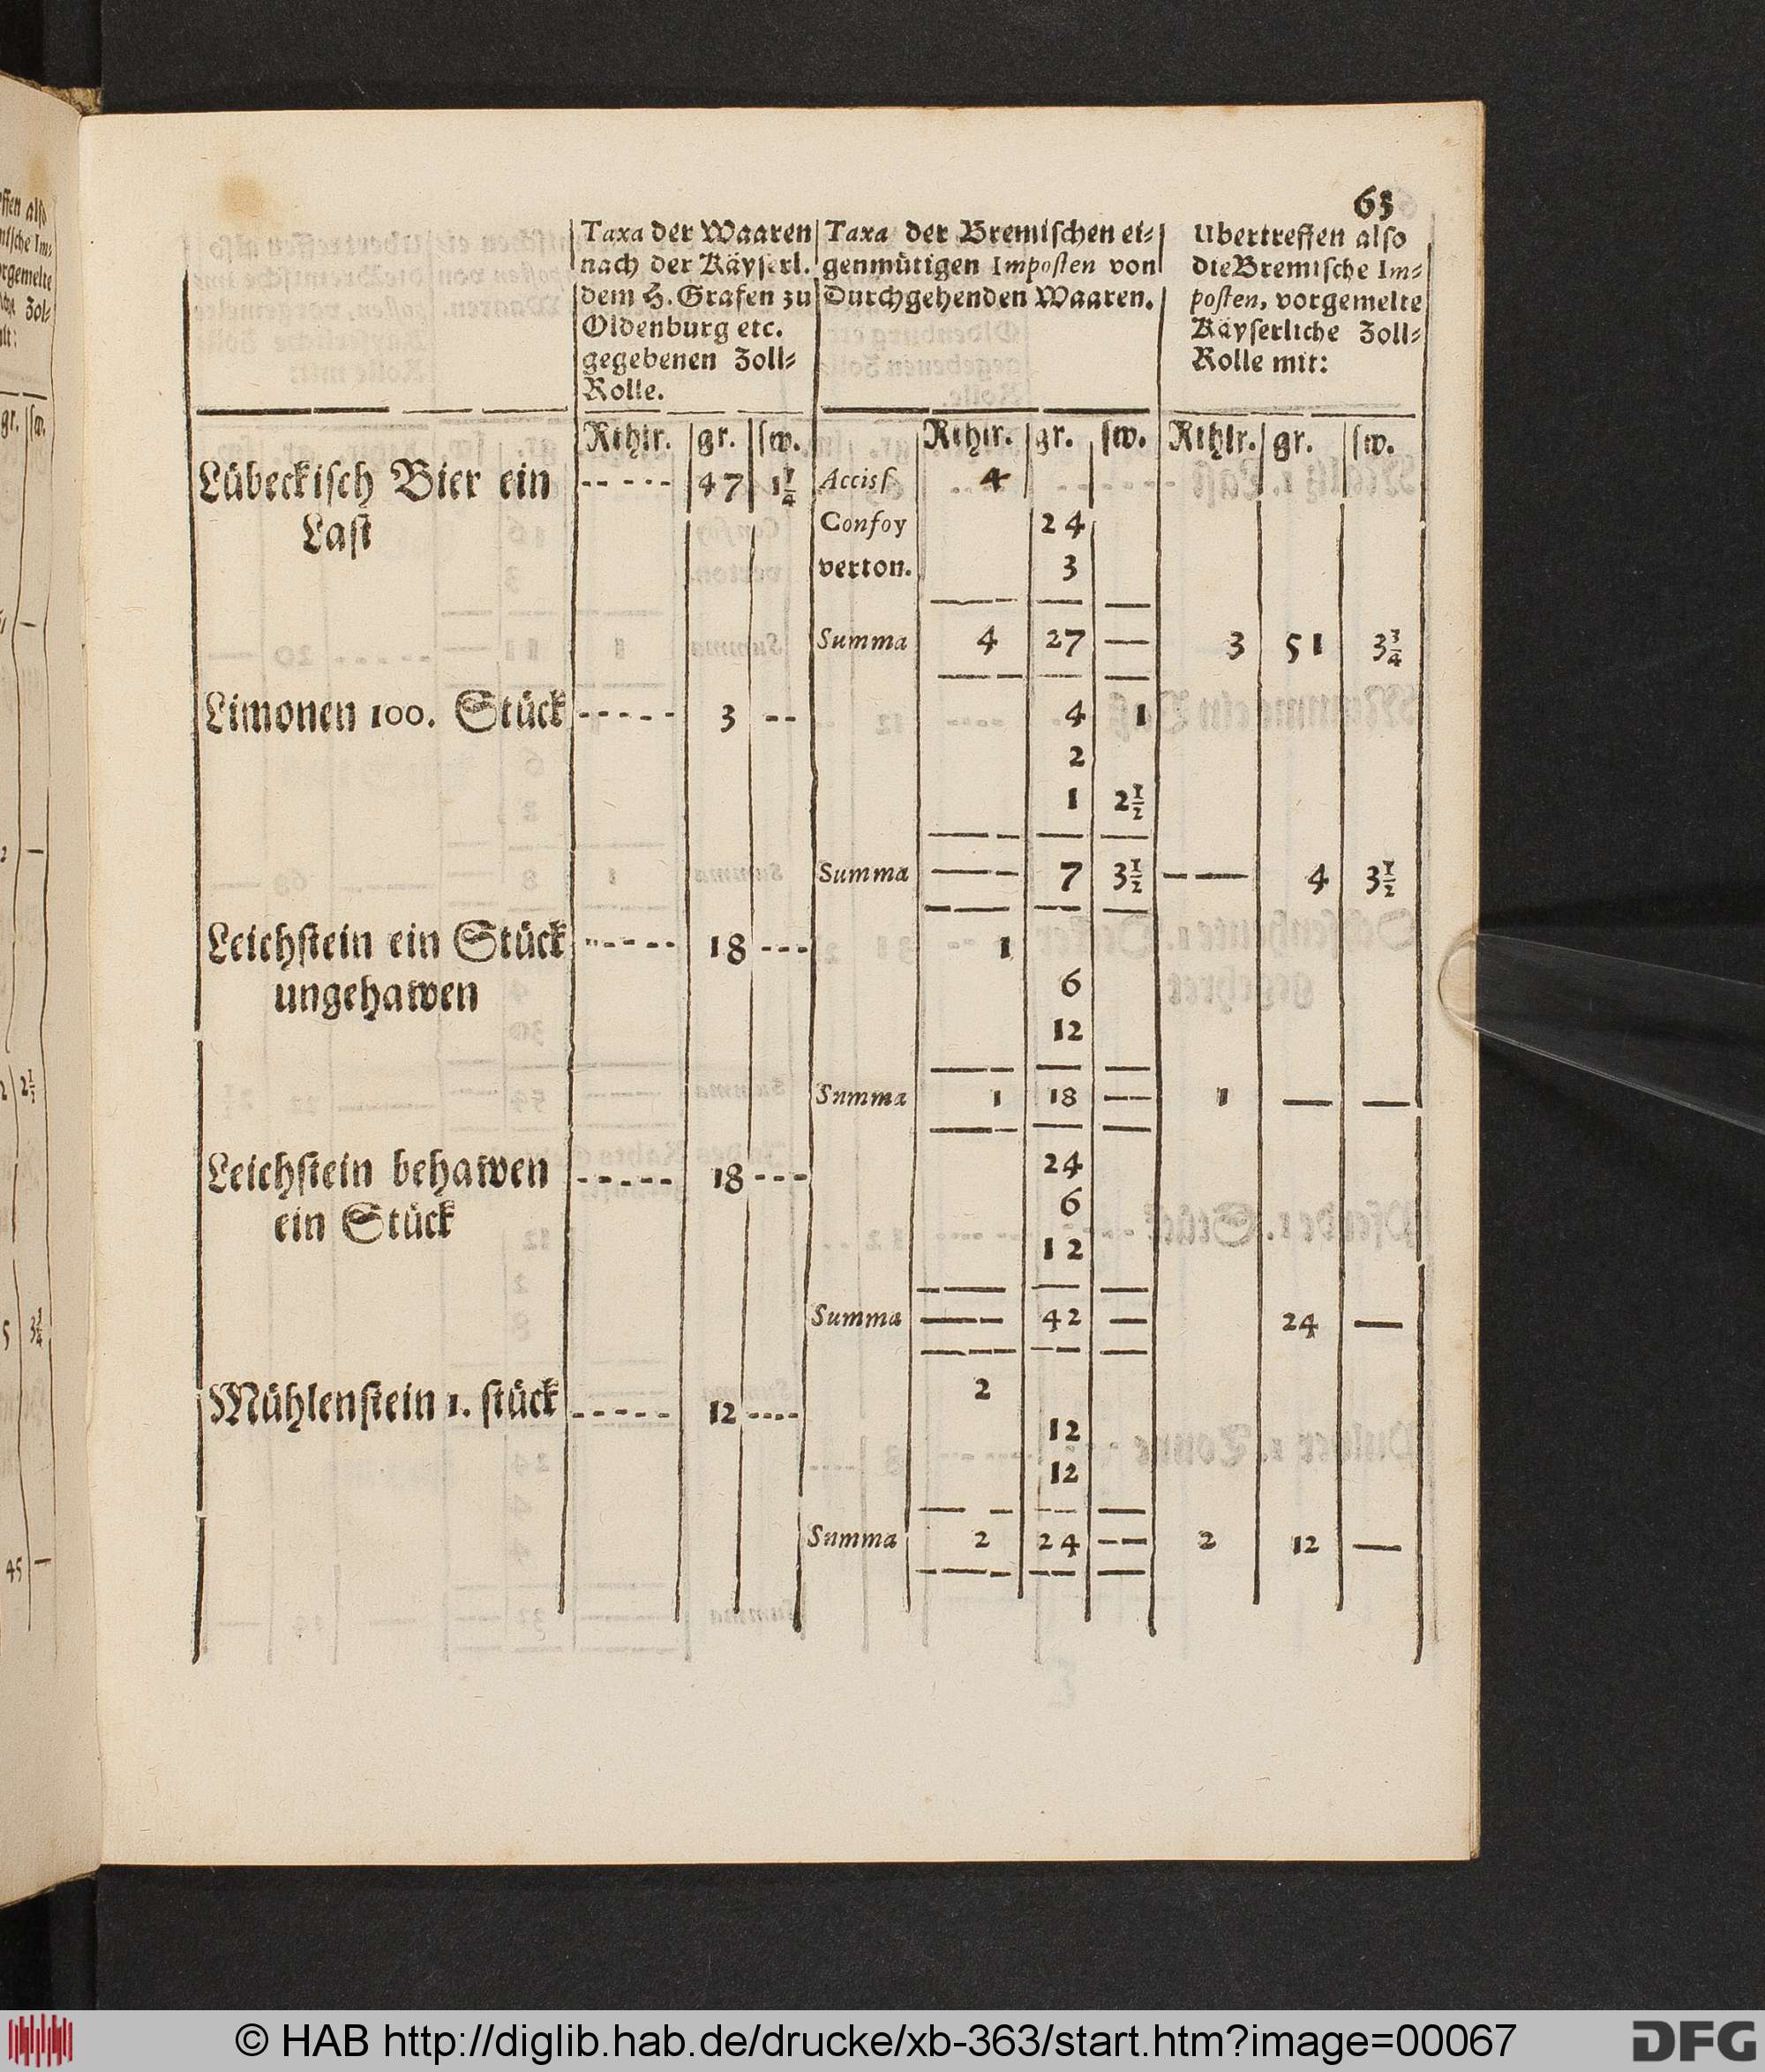 63
Taxa der Waaren
nach der Käyserl.
dem H. Grafen zu
Oldenburg etc.
gegebenen Zoll=
Rolle.
Taxa der Bremischen ei=
genmütigen Imposten von
Durchgehenden Waaren.
Ubertreffen also
die Bremische Im=
posten, vorgemelte
Käyserliche Zoll=
Rolle mit:
Rthlr. gr. sw. Rthlr. gr. sw. Rthlr. gr. sw.
Lübeckisch Bier ein ----- 47 1¼ Acciss 4
Last Confoy 24
verton. 3
Summa 4 27 — 3 51 3¾
Limonen 100. Stück ----- 3 -- 4 1
2
1 2½
Summa — 7 3½ — 4 3½
Leichstein ein Stück ----- 18 --- 1
ungehawen 6
12
Summa 1 18 — 1 — —
Leichstein behawen ----- 18 --- 24
ein Stück 6
12
Summa — 42 — 24 —
Mühlenstein 1. stück ----- 12 ---- 2
12
12
Summa 2 24 — 2 12 —
© HAB http://diglib.hab.de/drucke/xb-363/start.htm?image=00067
DFG